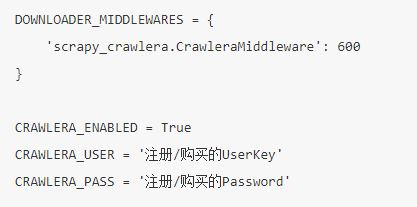 DOWNLOADER_MIDDLEWARES = {
    'scrapy_crawlera.CrawleraMiddleware': 600
}
CRAWLERA_ENABLED = True
CRAWLERA_USER = '注册/购买的UserKey'
CRAWLERA_PASS = '注册/购买的Password'